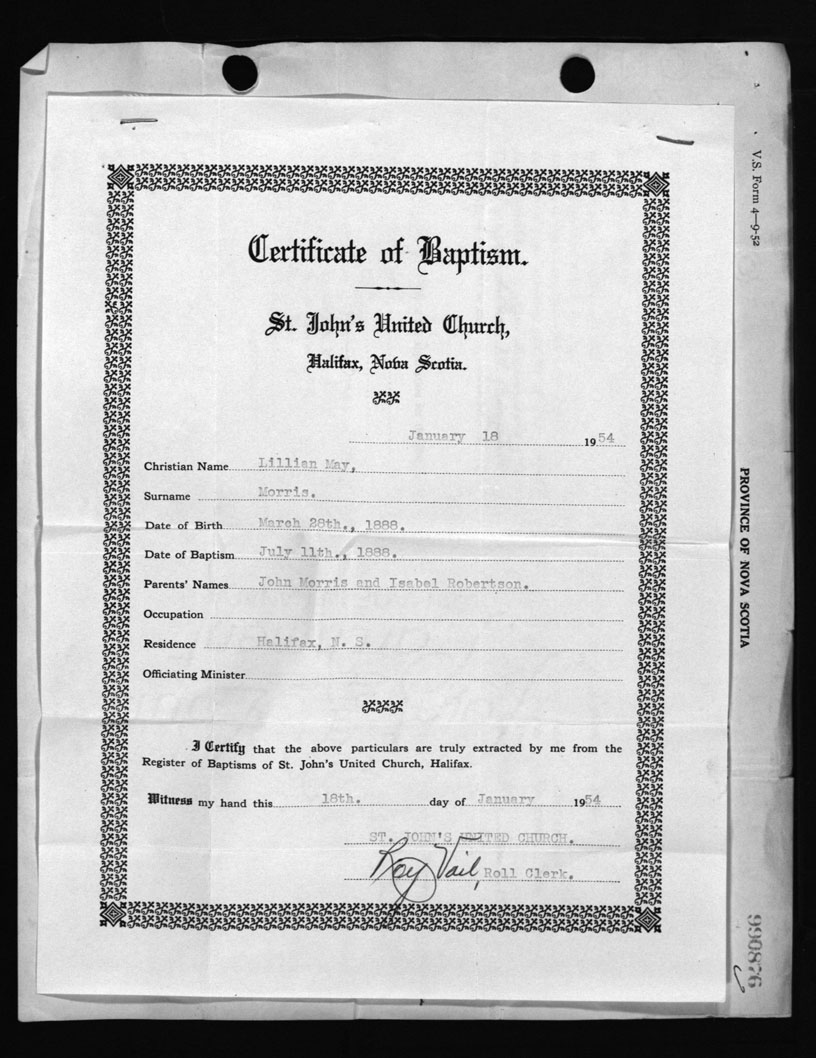 Certificate of Baptism.
St. John's United Church,
Halifax, Nova Scotia.
January 18 1954
Christian Name Lillian May,
Surname Morris.
Date of Birth March 28th., 1888.
Date of Baptism July 11th., 1888.
Parents' Names John Morris and Isabel Robertson.
Occupation
Residence Halifax, N. S.
Officiating Minister
I Certify that the above particulars are truly extracted by me from the
Register of Baptisms of St. John's United Church, Halifax.
Witness my hand this 18th. day of January 1954
ST. JOHN'S UNITED CHURCH.
Roy Vail, Roll Clerk.
V.S. Form 4—9-52
PROVINCE OF NOVA SCOTIA
990876